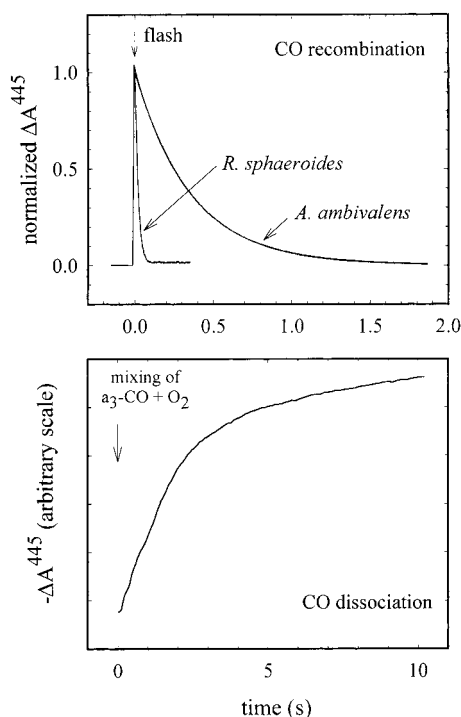 flash
CO recombination
normalized ΔA⁴⁴⁵
1.0
0.5
0.0
R. sphaeroides
A. ambivalens
0.0 0.5 1.0 1.5 2.0
mixing of
a₃-CO + O₂
-ΔA⁴⁴⁵ (arbitrary scale)
CO dissociation
0 5 10
time (s)